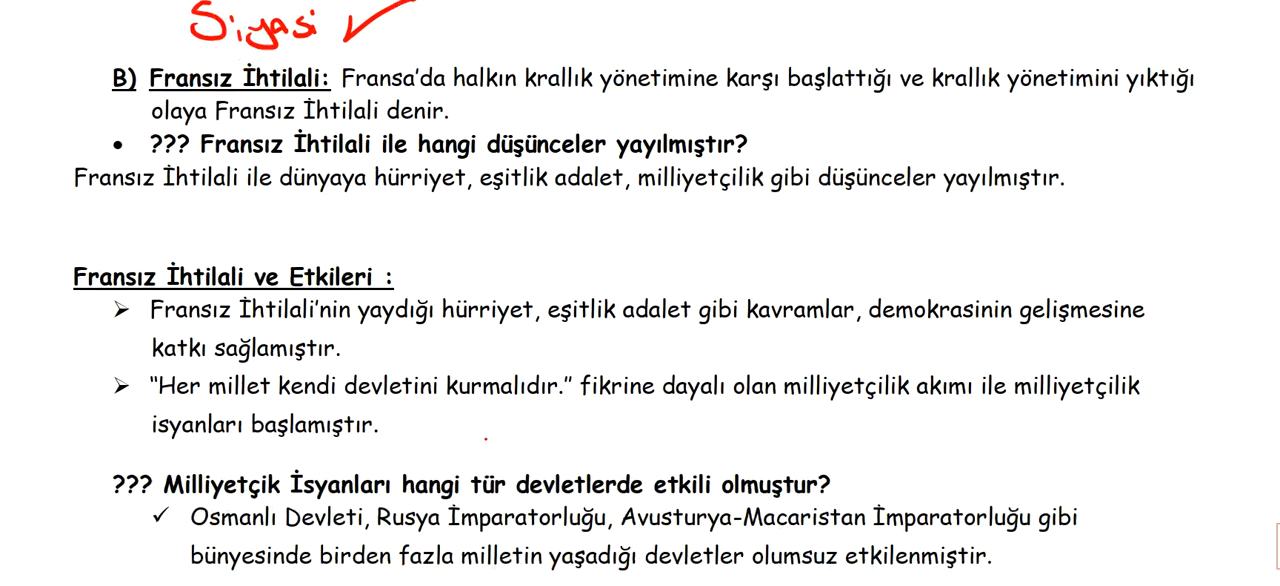 Siyasi ✓
B) Fransız İhtilali: Fransa’da halkın krallık yönetimine karşı başlattığı ve krallık yönetimini yıktığı
olaya Fransız İhtilali denir.
• ??? Fransız İhtilali ile hangi düşünceler yayılmıştır?
Fransız İhtilali ile dünyaya hürriyet, eşitlik adalet, milliyetçilik gibi düşünceler yayılmıştır.
Fransız İhtilali ve Etkileri :
➢ Fransız İhtilali’nin yaydığı hürriyet, eşitlik adalet gibi kavramlar, demokrasinin gelişmesine
katkı sağlamıştır.
➢ “Her millet kendi devletini kurmalıdır.” fikrine dayalı olan milliyetçilik akımı ile milliyetçilik
isyanları başlamıştır.
??? Milliyetçik İsyanları hangi tür devletlerde etkili olmuştur?
✓ Osmanlı Devleti, Rusya İmparatorluğu, Avusturya-Macaristan İmparatorluğu gibi
bünyesinde birden fazla milletin yaşadığı devletler olumsuz etkilenmiştir.